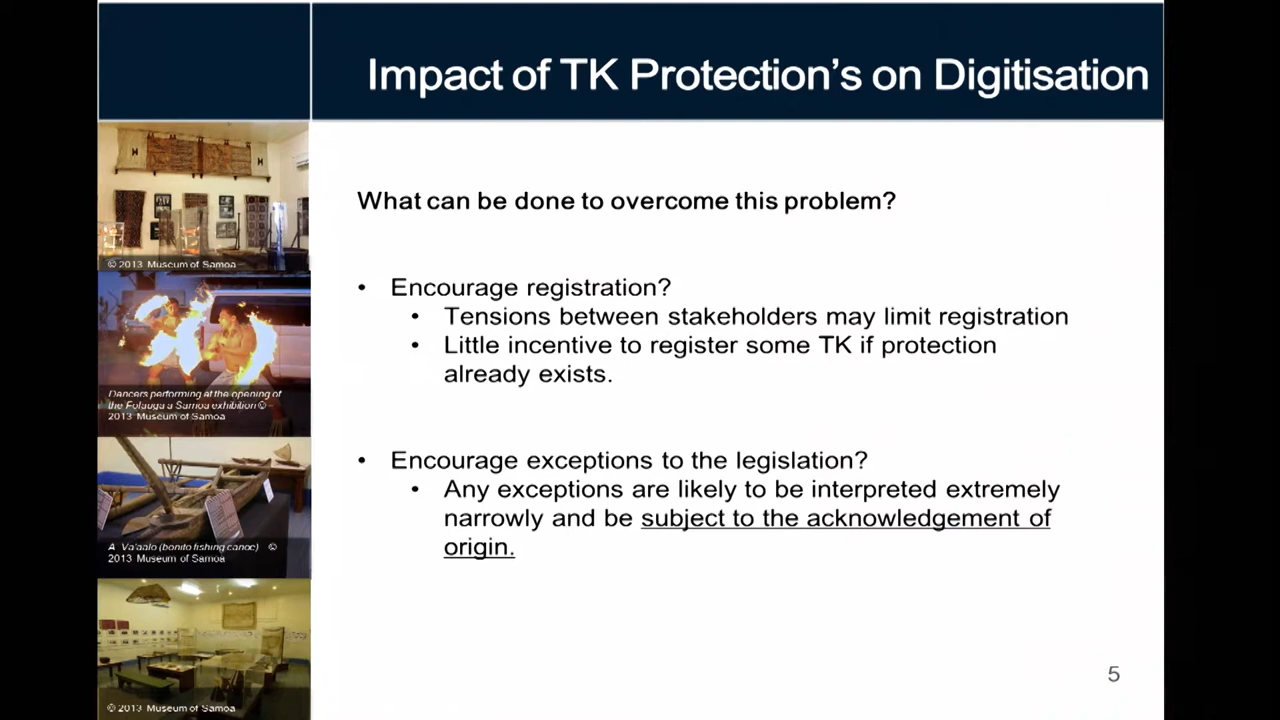 Impact of TK Protection's on Digitisation
What can be done to overcome this problem?
• Encourage registration?
• Tensions between stakeholders may limit registration
• Little incentive to register some TK if protection
already exists.
• Encourage exceptions to the legislation?
• Any exceptions are likely to be interpreted extremely
narrowly and be subject to the acknowledgement of
origin.
© 2013 Museum of Samoa
Dancers performing at the opening of
the Folauga a Samoa exhibition © –
2013 Museum of Samoa
A Va'aalo (bonito fishing canoe) ©
2013 Museum of Samoa
© 2013 Museum of Samoa
5